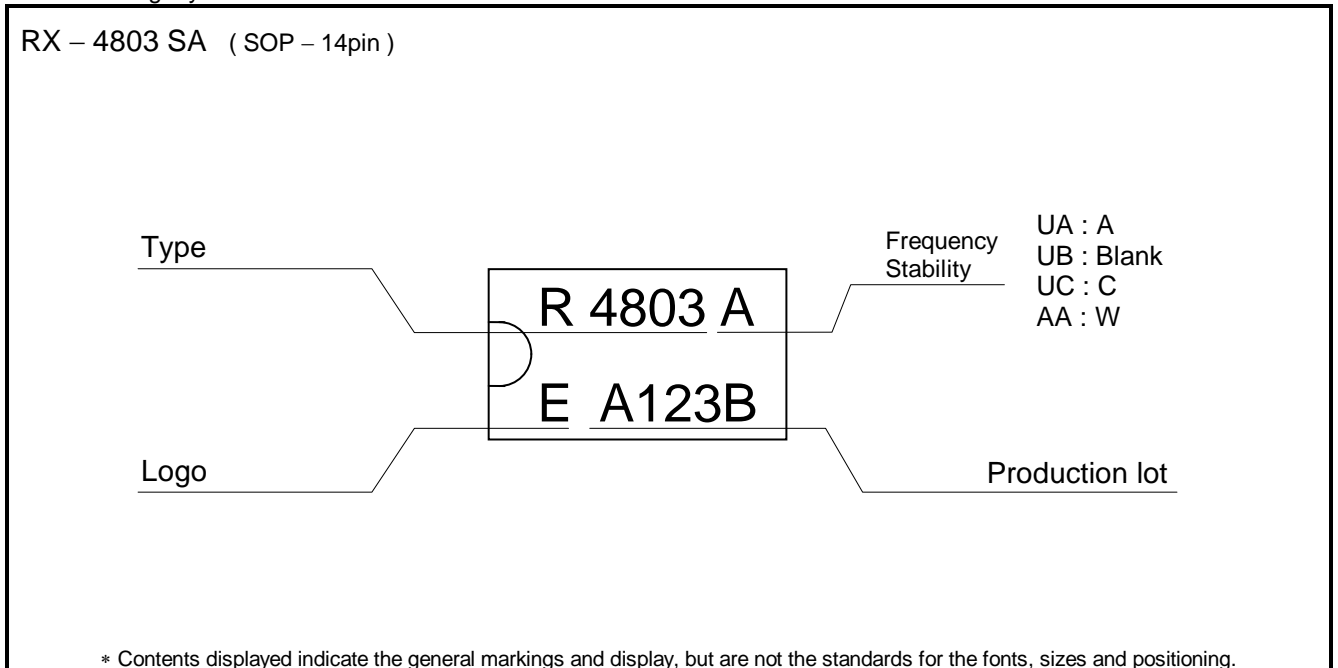 RX – 4803 SA ( SOP – 14pin )
Type
Frequency
Stability
UA : A
UB : Blank
UC : C
AA : W
R 4803 A
E A123B
Logo
Production lot
* Contents displayed indicate the general markings and display, but are not the standards for the fonts, sizes and positioning.